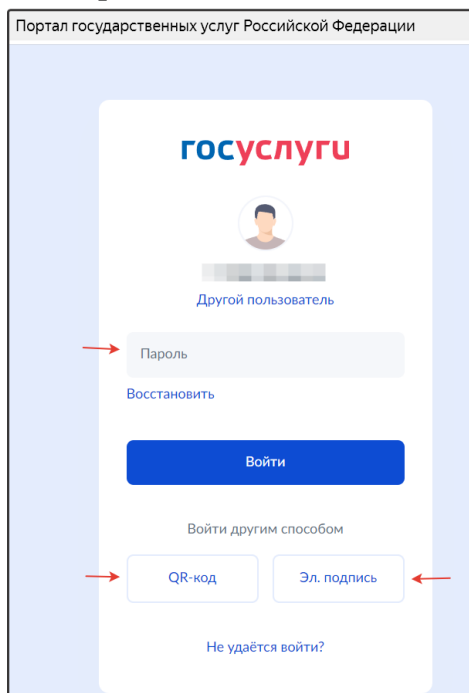 Портал государственных услуг Российской Федерации
госуслуги
Другой пользователь
Пароль
Восстановить
Войти
Войти другим способом
QR-код
Эл. подпись
Не удаётся войти?